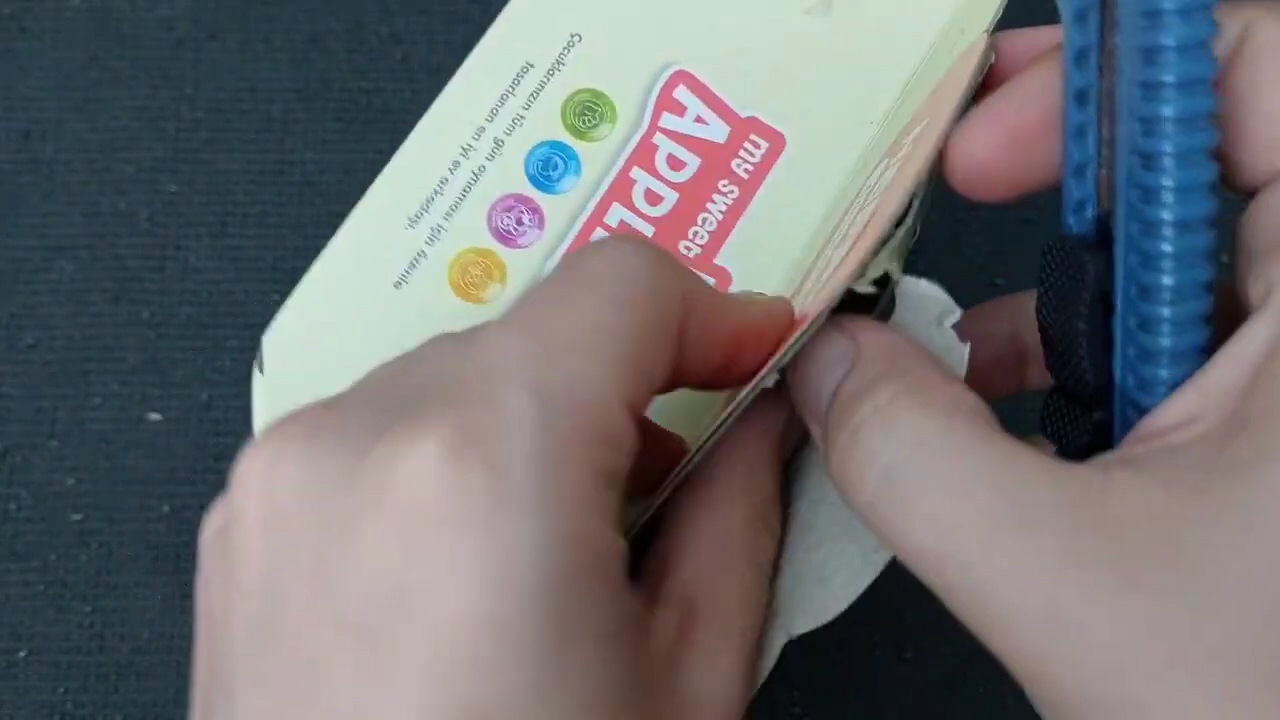 my sweet
APPL
Çocuklarımızın tüm gün oynaması için özenle
tasarlanan en iyi ev arkadaşı.